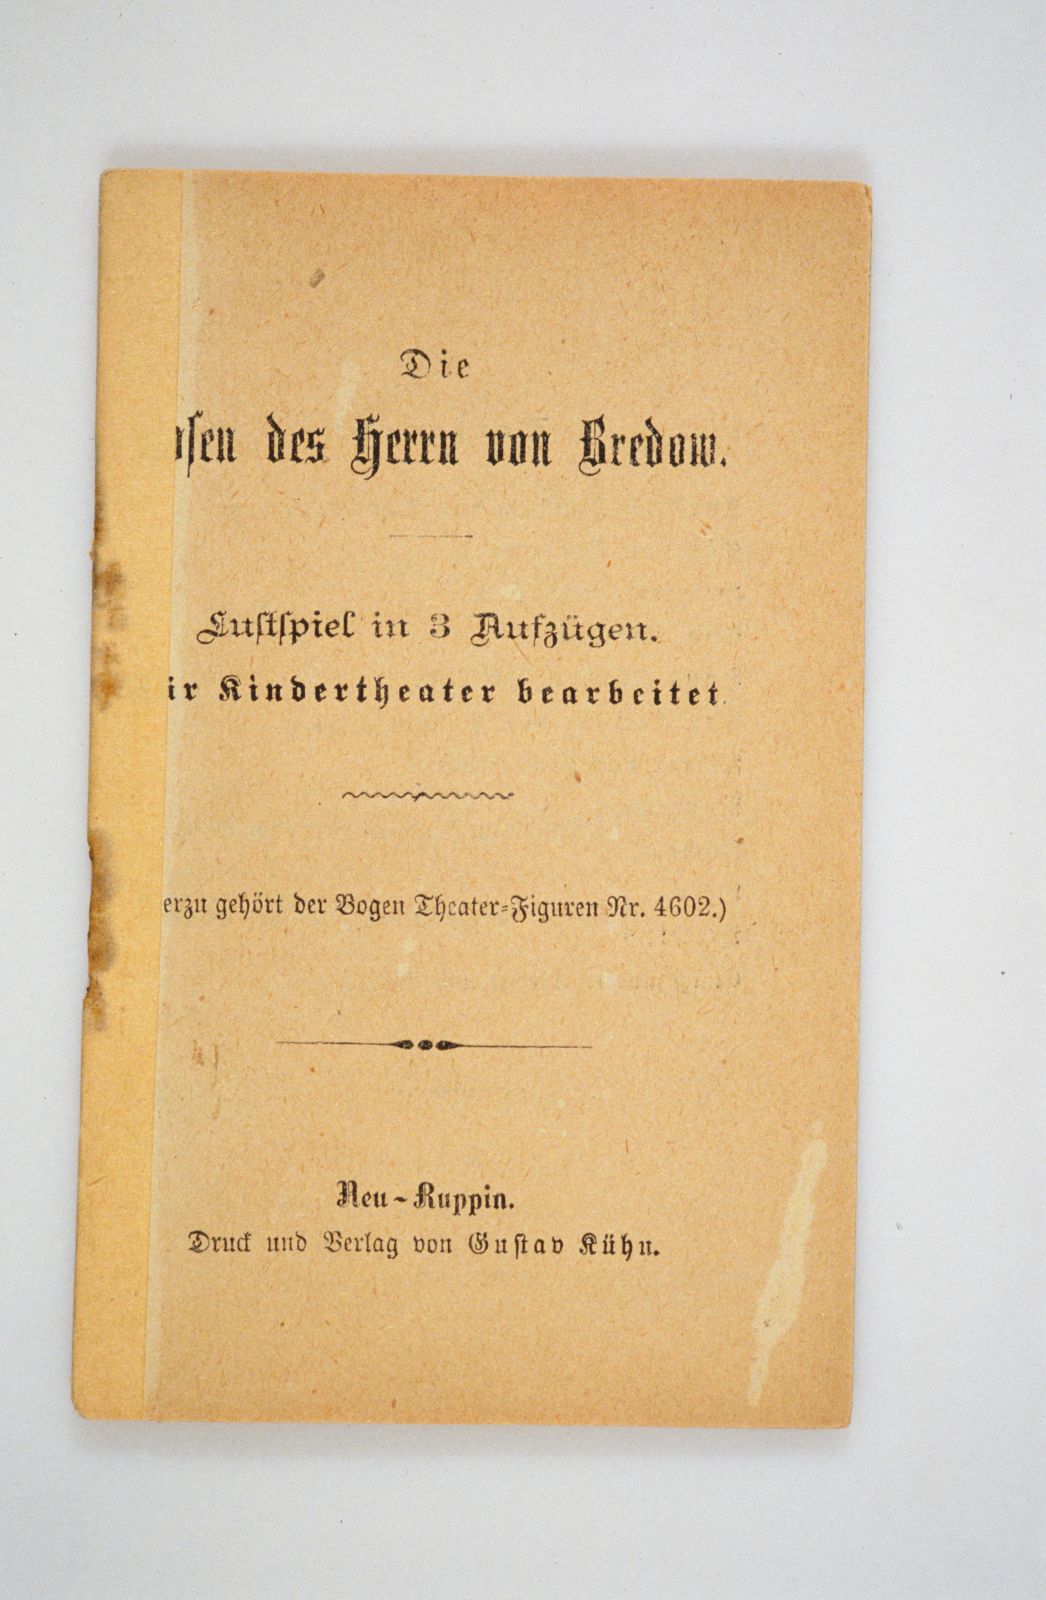 Die
sen des Herrn von Bredow.
Lustspiel in 3 Aufzügen.
ür Kindertheater bearbeitet.
erzu gehört der Bogen Theater-Figuren Nr. 4602.)
Neu-Ruppin.
Druck und Verlag von Gustav Kühn.